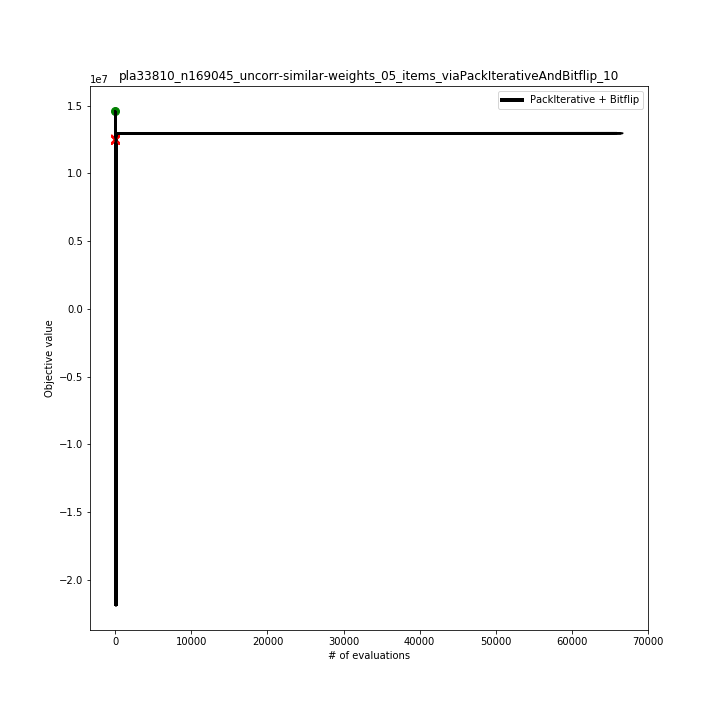 pla33810_n169045_uncorr-similar-weights_05_items_viaPackIterativeAndBitflip_10
1e7
PackIterative + Bitflip
1.5
1.0
0.5
0.0
−0.5
−1.0
−1.5
−2.0
Objective value
0 10000 20000 30000 40000 50000 60000 70000
# of evaluations